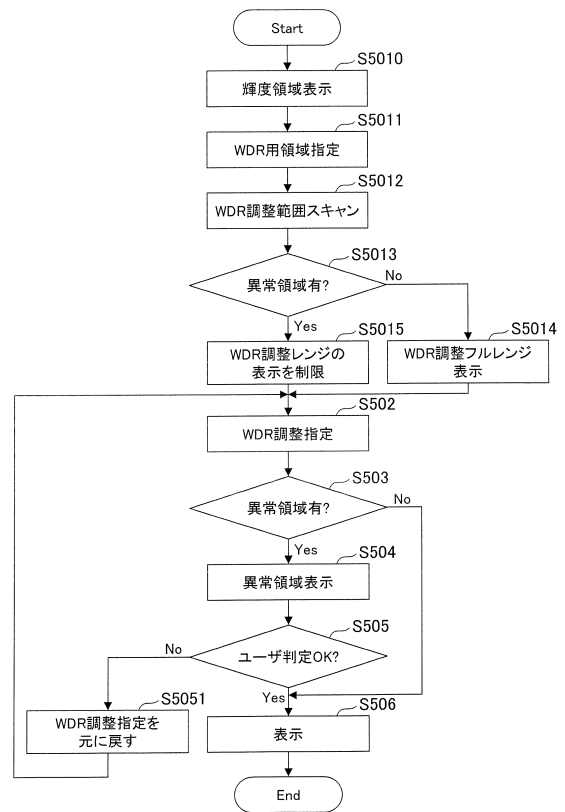 Start
S5010
輝度領域表示
S5011
WDR用領域指定
S5012
WDR調整範囲スキャン
S5013
異常領域有?
No
Yes
S5015
S5014
WDR調整レンジの
表示を制限
WDR調整フルレンジ
表示
S502
WDR調整指定
S503
異常領域有?
No
Yes
S504
異常領域表示
S505
No
ユーザ判定OK?
Yes
S5051
S506
WDR調整指定を
元に戻す
表示
End